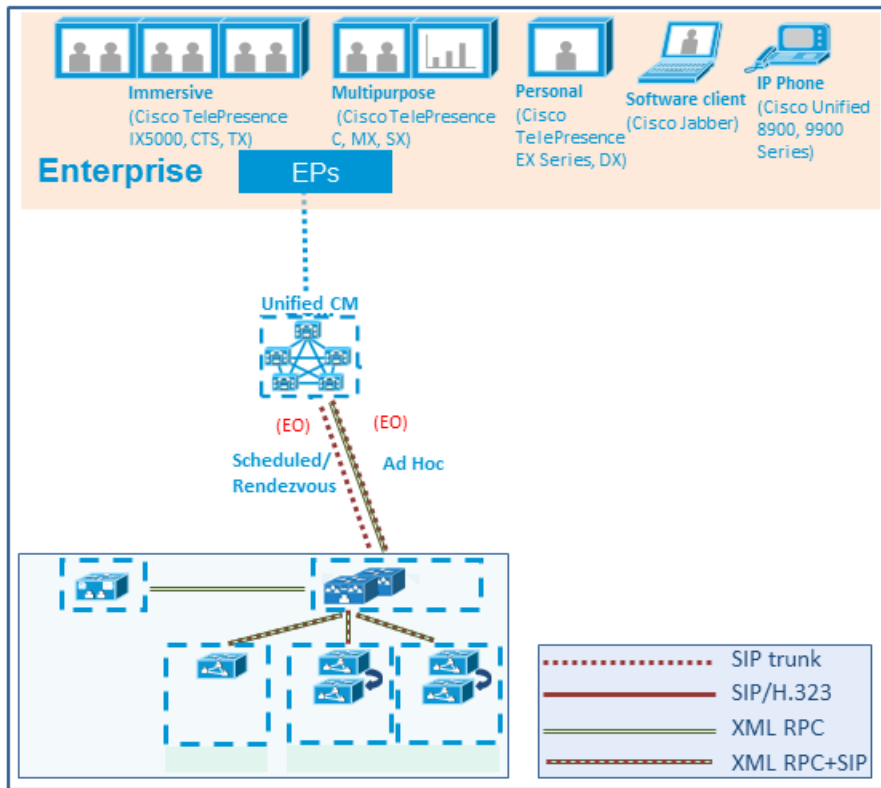 Immersive
(Cisco TelePresence
IX5000, CTS, TX)
Multipurpose
(Cisco TelePresence
C, MX, SX)
Personal
(Cisco
TelePresence
EX Series, DX)
Software client
(Cisco Jabber)
IP Phone
(Cisco Unified
8900, 9900
Series)
Enterprise
EPs
Unified CM
(EO)
(EO)
Scheduled/
Rendezvous
Ad Hoc
SIP trunk
SIP/H.323
XML RPC
XML RPC+SIP